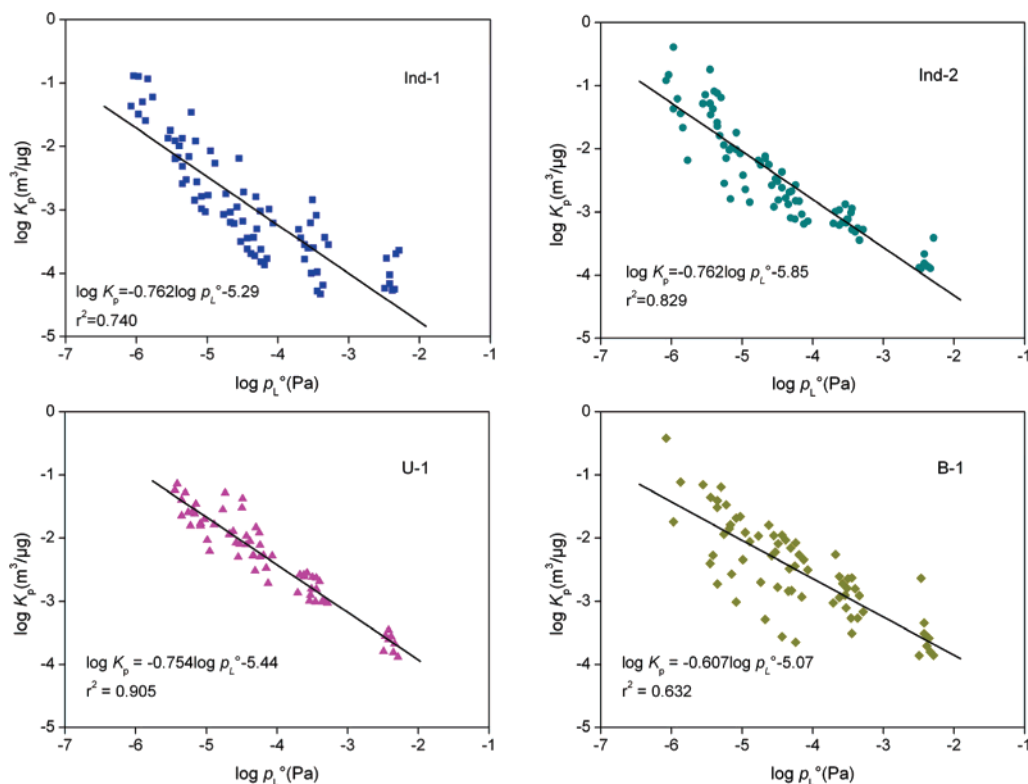 0
-1
-2
-3
-4
-5
log Kp(m³/µg)
Ind-1
log Kp=-0.762log pL°-5.29
r²=0.740
-7 -6 -5 -4 -3 -2 -1
log pL°(Pa)
0
-1
-2
-3
-4
-5
log Kp(m³/µg)
Ind-2
log Kp=-0.762log pL°-5.85
r²=0.829
-7 -6 -5 -4 -3 -2 -1
log pL°(Pa)
0
-1
-2
-3
-4
-5
log Kp(m³/µg)
U-1
log Kp = -0.754log pL°-5.44
r² = 0.905
-7 -6 -5 -4 -3 -2 -1
log pL°(Pa)
0
-1
-2
-3
-4
-5
log Kp(m³/µg)
B-1
log Kp = -0.607log pL°-5.07
r² = 0.632
-7 -6 -5 -4 -3 -2 -1
log pL°(Pa)